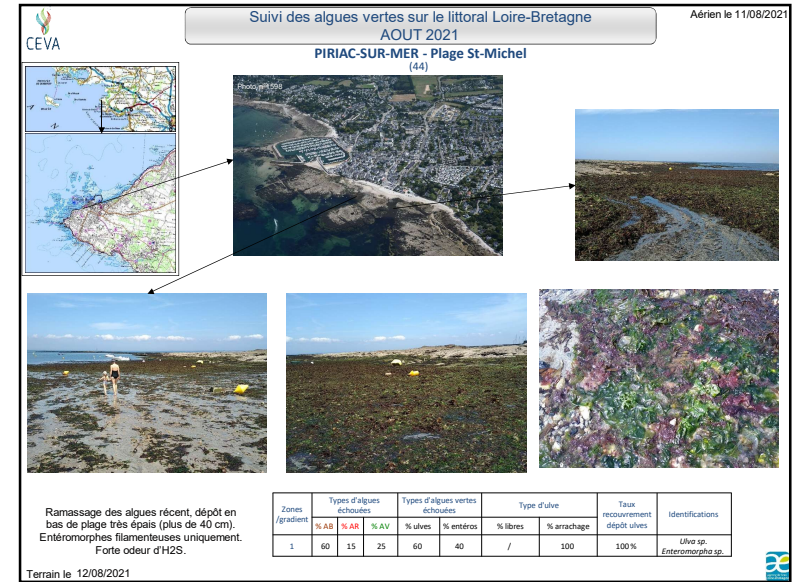 CEVA
Suivi des algues vertes sur le littoral Loire-Bretagne
AOUT 2021
Aérien le 11/08/2021
PIRIAC-SUR-MER - Plage St-Michel
(44)
Photo n°1598
Ramassage des algues récent, dépôt en
bas de plage très épais (plus de 40 cm).
Entéromorphes filamenteuses uniquement.
Forte odeur d'H2S.
Zones /gradient
Types d'algues échouées
Types d'algues vertes échouées
Type d'ulve
Taux recouvrement dépôt ulves
Identifications
% AB % AR % AV % ulves % entéros % libres % arrachage
1 60 15 25 60 40 / 100 100% Ulva sp. Enteromorpha sp.
Terrain le 12/08/2021